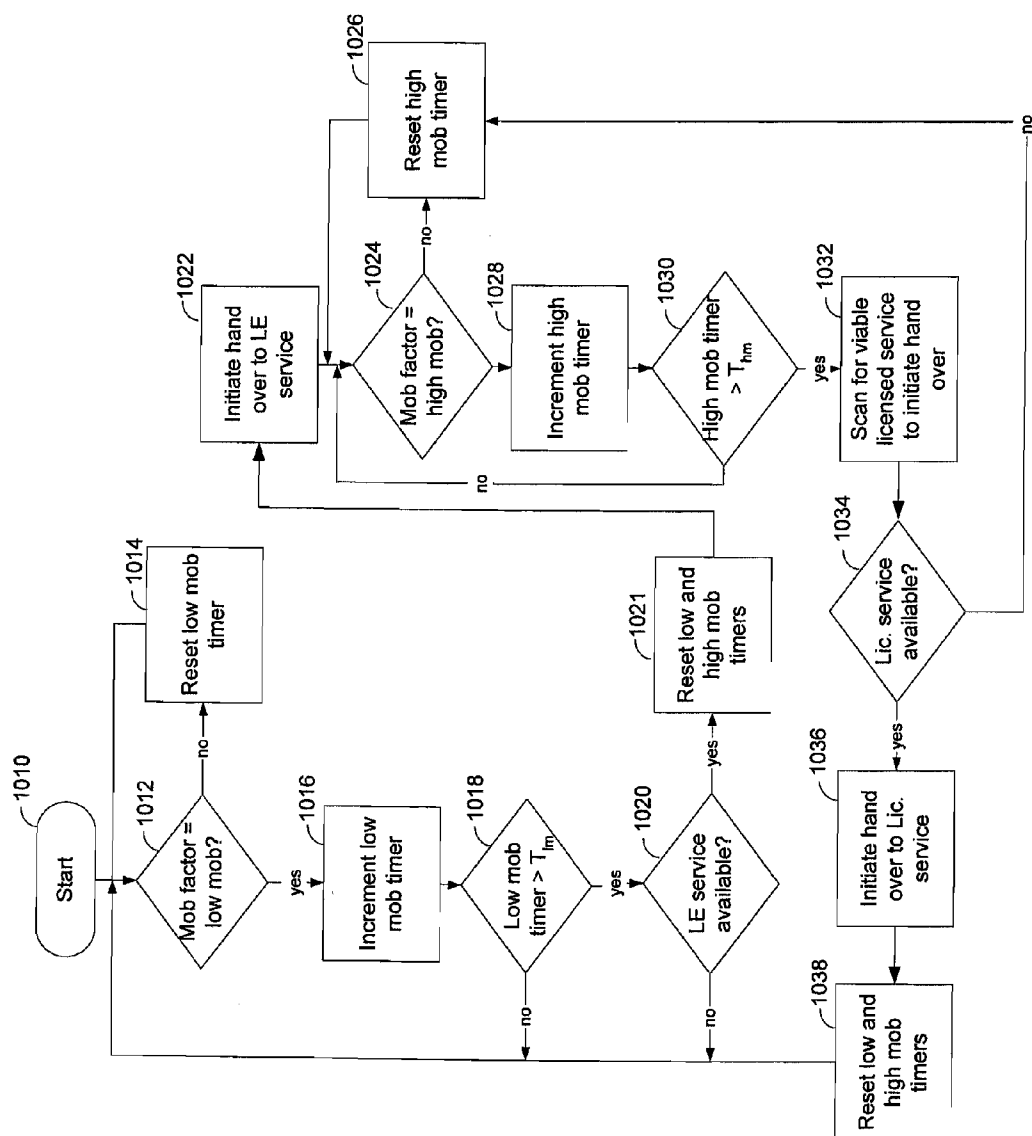 1010
Start
1012
Mob factor =
low mob?
no
1014
Reset low mob
timer
yes
1016
Increment low
mob timer
1018
Low mob
timer > Tlm
no
yes
1020
LE service
available?
no
yes
1021
Reset low and
high mob
timers
1022
Initiate hand
over to LE
service
1024
Mob factor =
high mob?
no
1026
Reset high
mob timer
1028
Increment high
mob timer
1030
High mob timer
> Thm
no
yes
1032
Scan for viable
licensed service
to initiate hand
over
1034
Lic. service
available?
no
yes
1036
Initiate hand
over to Lic.
service
1038
Reset low and
high mob
timers